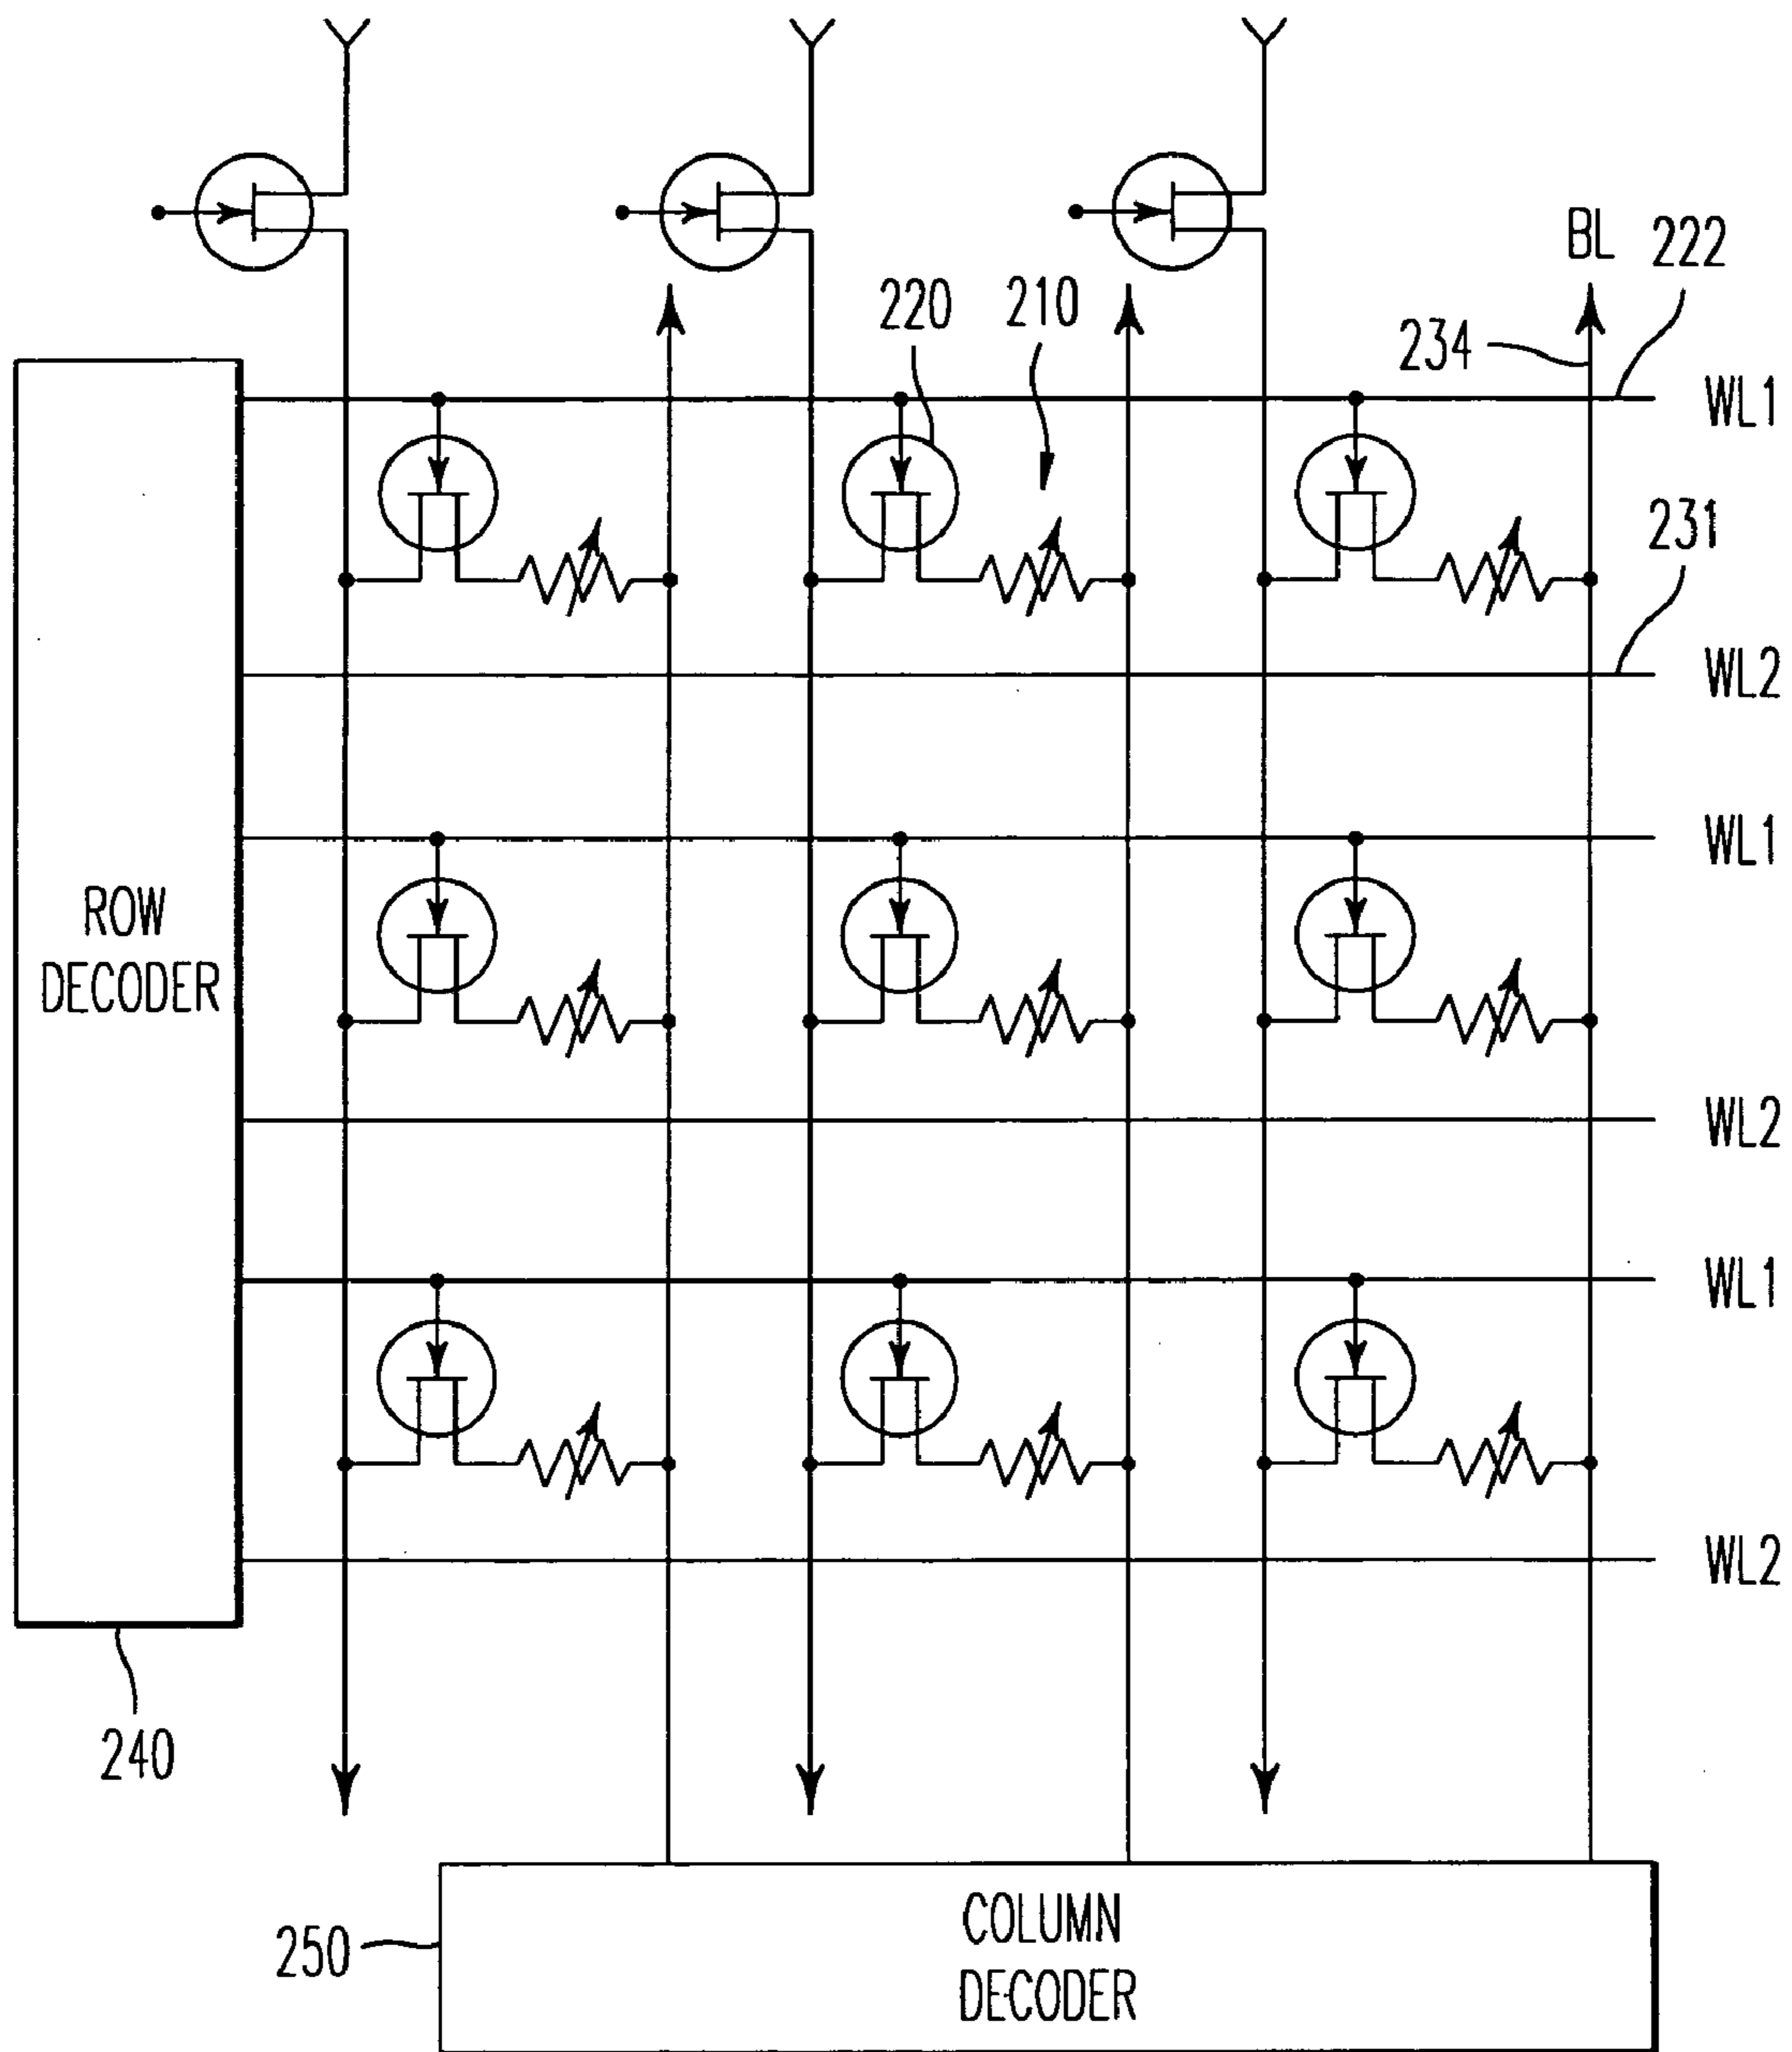 BL 222
220 210
234
WL1
231
WL2
WL1
ROW
DECODER
WL2
WL1
WL2
240
250
COLUMN
DECODER